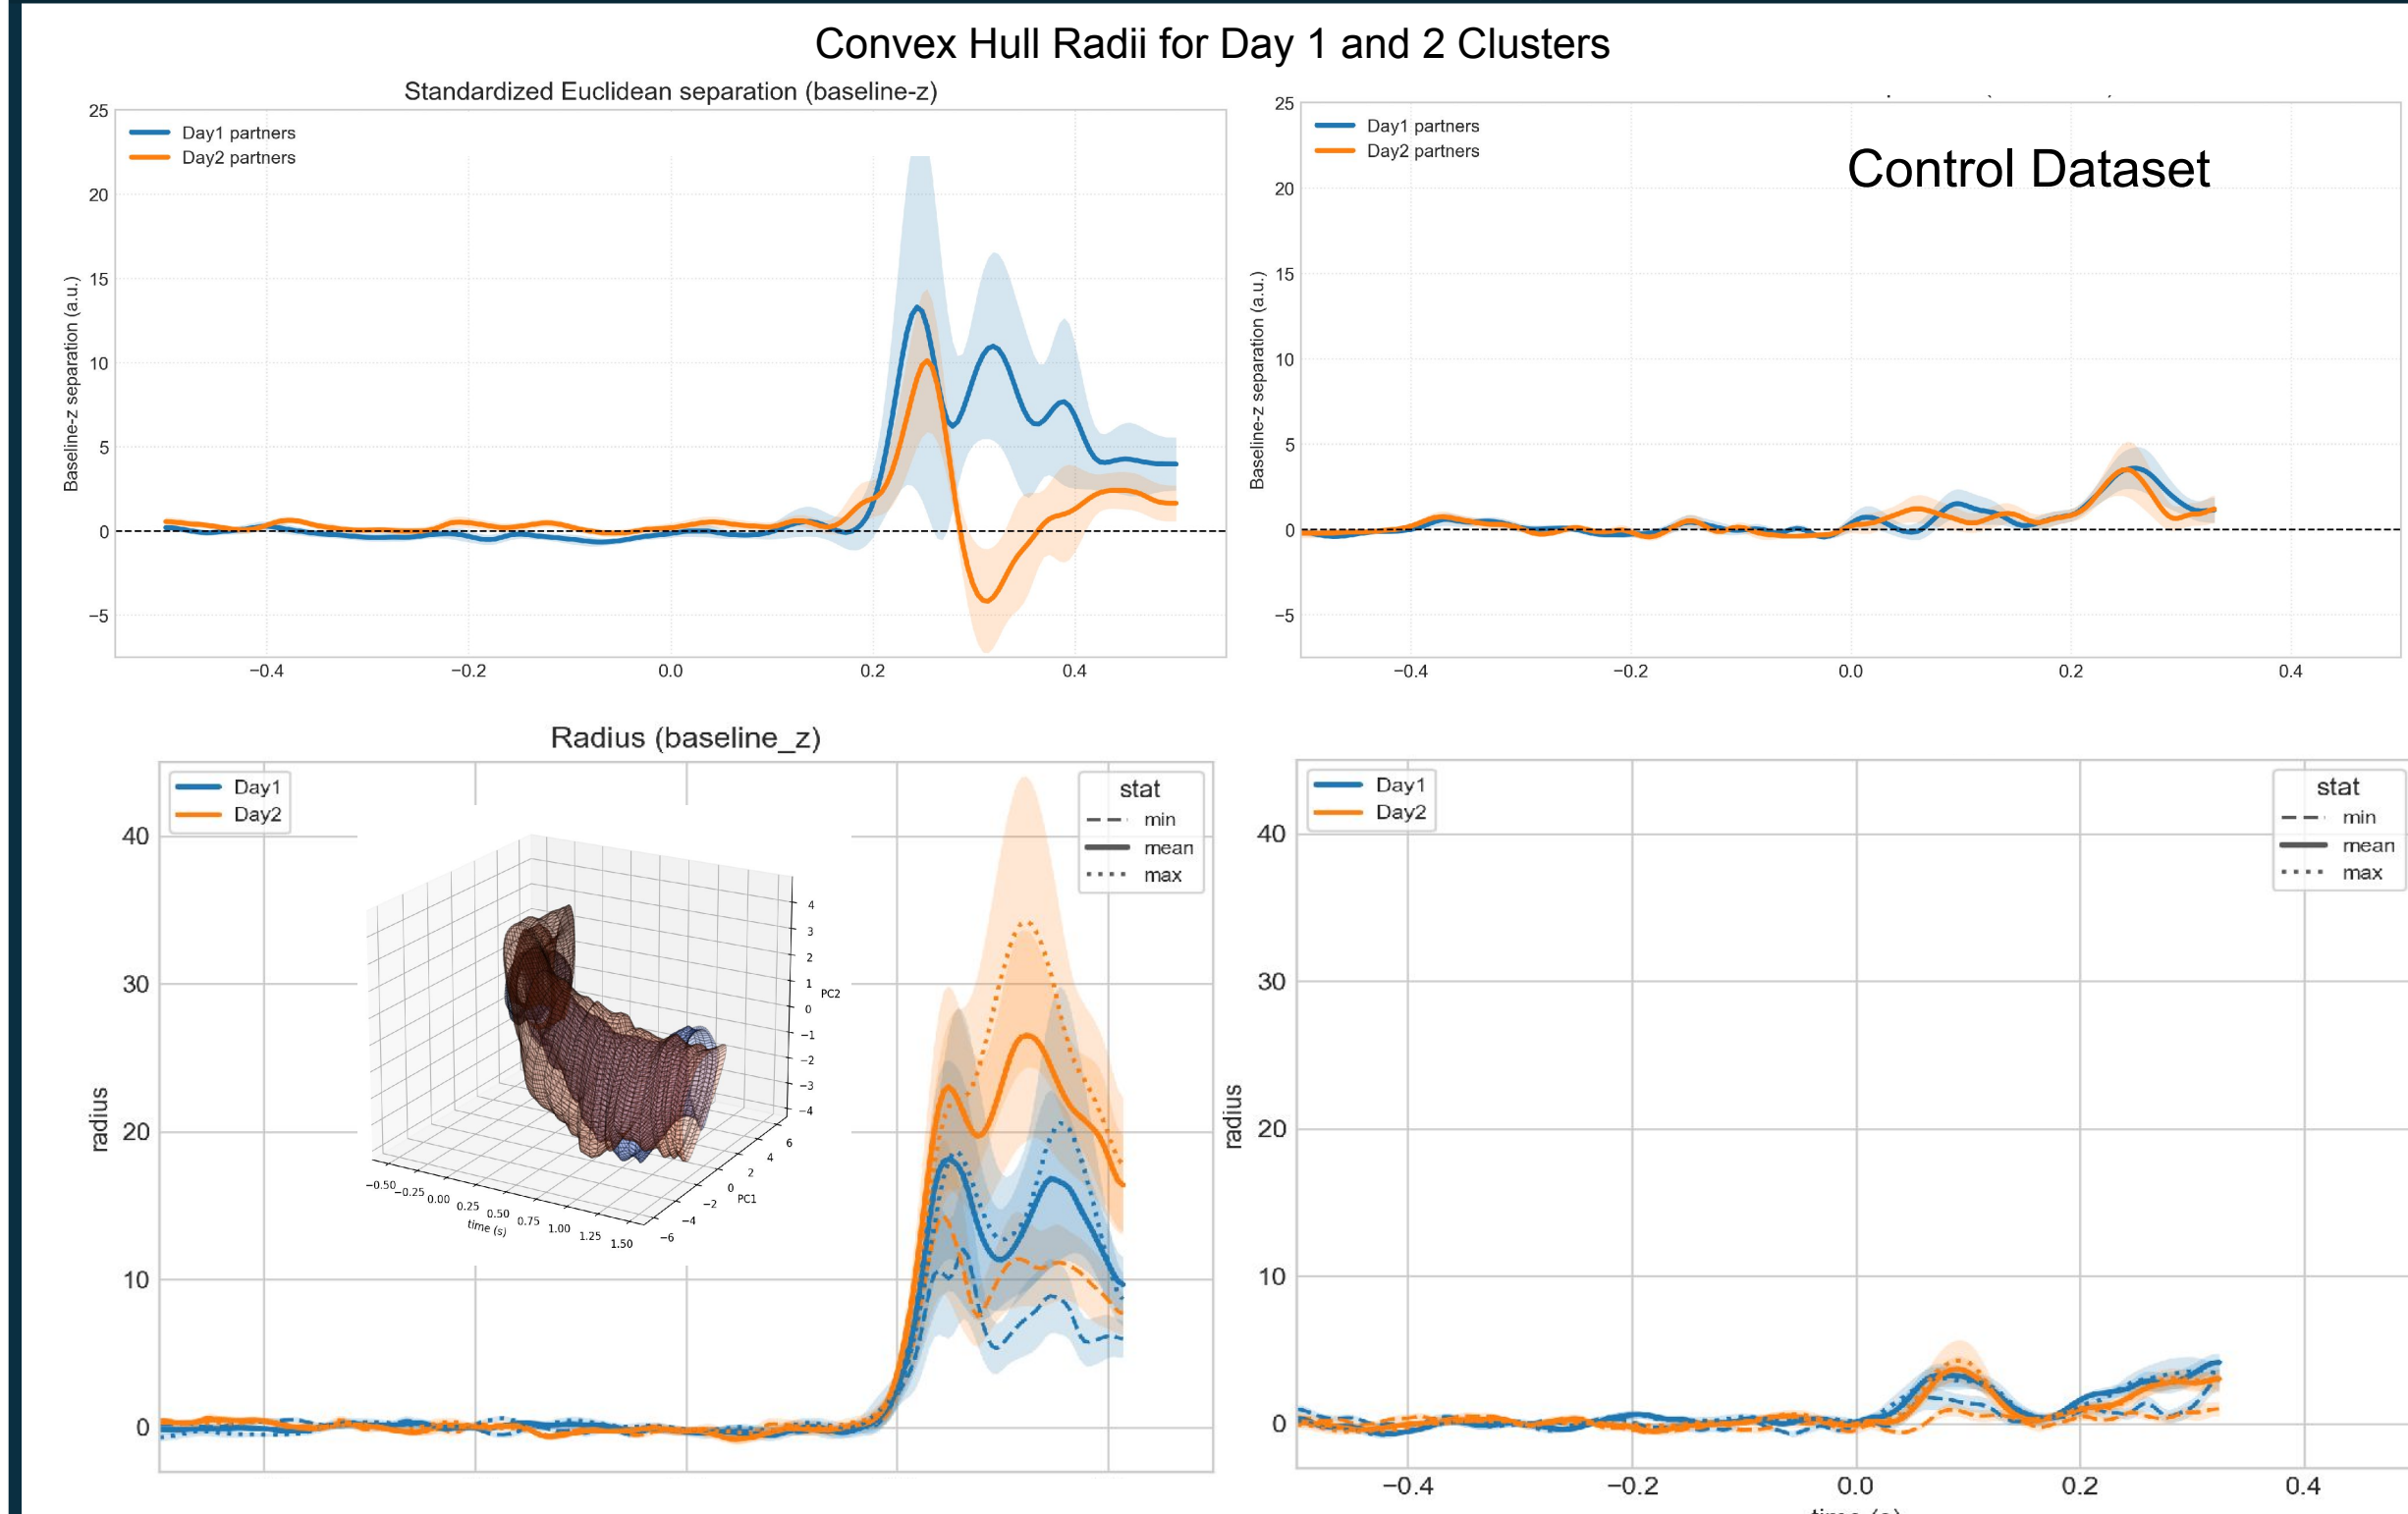 Convex Hull Radii for Day 1 and 2 Clusters
Standardized Euclidean separation (baseline-z)
Day1 partners
Day2 partners
Baseline-z separation (a.u.)
25
20
15
10
5
0
−5
−0.4
−0.2
0.0
0.2
0.4
Control Dataset
Day1 partners
Day2 partners
Baseline-z separation (a.u.)
25
20
15
10
5
0
−5
−0.4
−0.2
0.0
0.2
0.4
Radius (baseline_z)
Day1
Day2
stat
min
mean
max
radius
40
30
20
10
0
4
3
2
1
0
−1
−2
−3
−4
PC2
6
4
2
0
−2
−4
−6
PC1
−0.50
−0.25
0.00
0.25
0.50
0.75
1.00
1.25
1.50
time (s)
Day1
Day2
stat
min
mean
max
radius
40
30
20
10
0
−0.4
−0.2
0.0
0.2
0.4